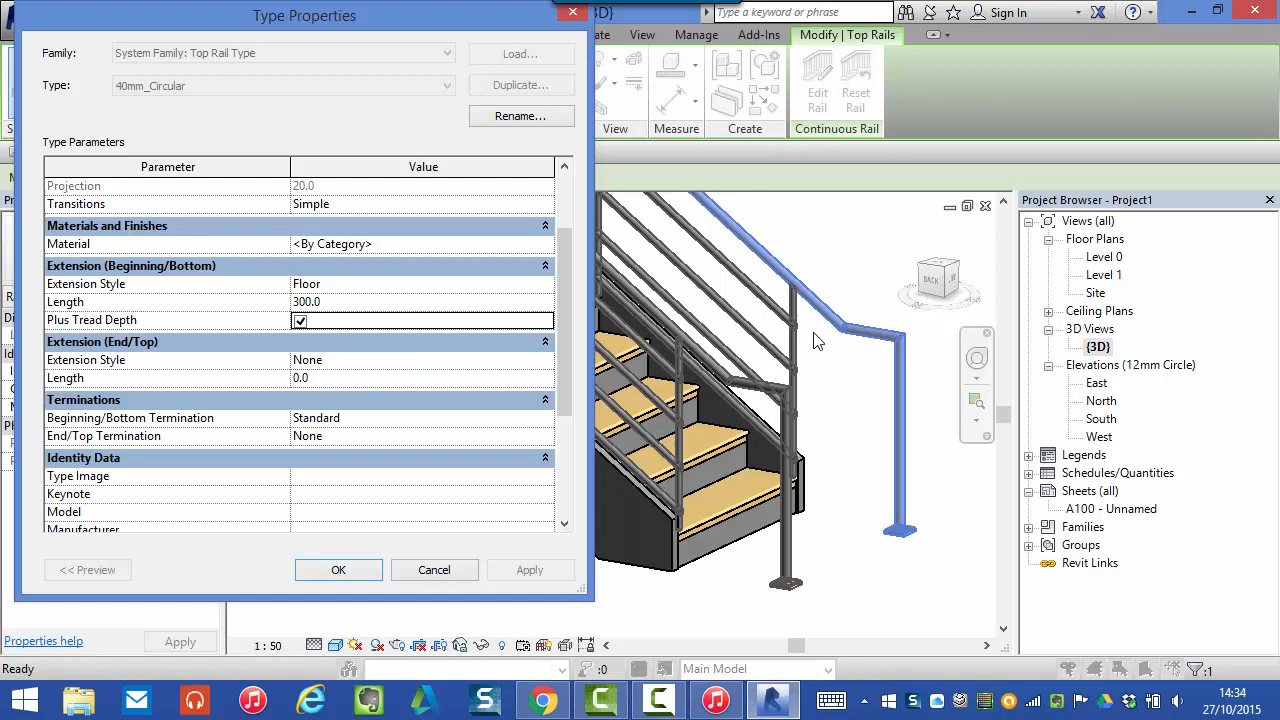 Type Properties
3D}
Type a keyword or phrase
Sign In
ate View Manage Add-Ins Modify | Top Rails
Family: System Family: Top Rail Type Load...
Type: 40mm_Circular Duplicate...
Rename...
Edit Rail
Reset Rail
View Measure Create Continuous Rail
Type Parameters
Parameter Value
Projection 20.0
Transitions Simple
Materials and Finishes
Material <By Category>
Extension (Beginning/Bottom)
Extension Style Floor
Length 300.0
Plus Tread Depth
Extension (End/Top)
Extension Style None
Length 0.0
Terminations
Beginning/Bottom Termination Standard
End/Top Termination None
Identity Data
Type Image
Keynote
Model
Manufacturer
<< Preview OK Cancel Apply
Properties help Apply
BACK
Project Browser - Project1
Views (all)
Floor Plans
Level 0
Level 1
Site
Ceiling Plans
3D Views
{3D}
Elevations (12mm Circle)
East
North
South
West
Legends
Schedules/Quantities
Sheets (all)
A100 - Unnamed
Families
Groups
Revit Links
1 : 50
Ready
:0
Main Model
:1
14:34
27/10/2015